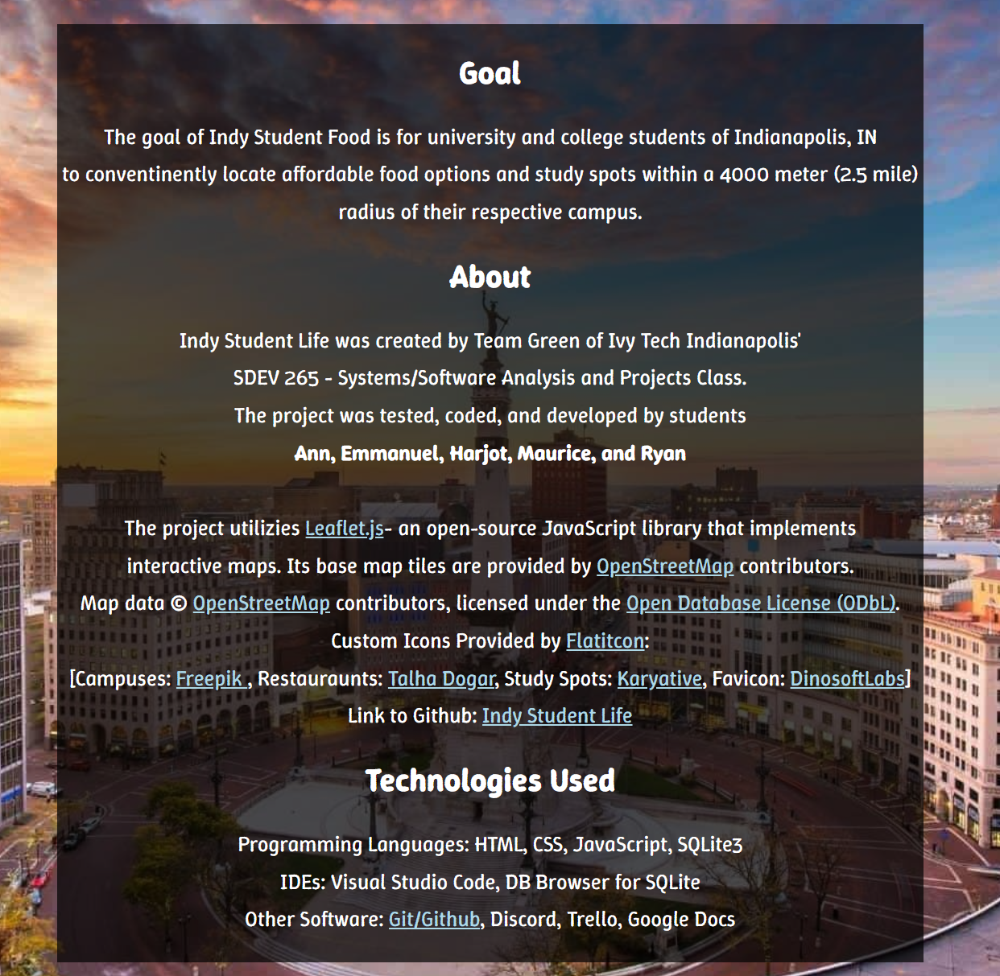 Goal
The goal of Indy Student Food is for university and college students of Indianapolis, IN
to conventinently locate affordable food options and study spots within a 4000 meter (2.5 mile)
radius of their respective campus.
About
Indy Student Life was created by Team Green of Ivy Tech Indianapolis'
SDEV 265 - Systems/Software Analysis and Projects Class.
The project was tested, coded, and developed by students
Ann, Emmanuel, Harjot, Maurice, and Ryan
The project utilizies Leaflet.js- an open-source JavaScript library that implements
interactive maps. Its base map tiles are provided by OpenStreetMap contributors.
Map data © OpenStreetMap contributors, licensed under the Open Database License (ODbL).
Custom Icons Provided by Flatitcon:
[Campuses: Freepik , Restauraunts: Talha Dogar, Study Spots: Karyative, Favicon: DinosoftLabs]
Link to Github: Indy Student Life
Technologies Used
Programming Languages: HTML, CSS, JavaScript, SQLite3
IDEs: Visual Studio Code, DB Browser for SQLite
Other Software: Git/Github, Discord, Trello, Google Docs